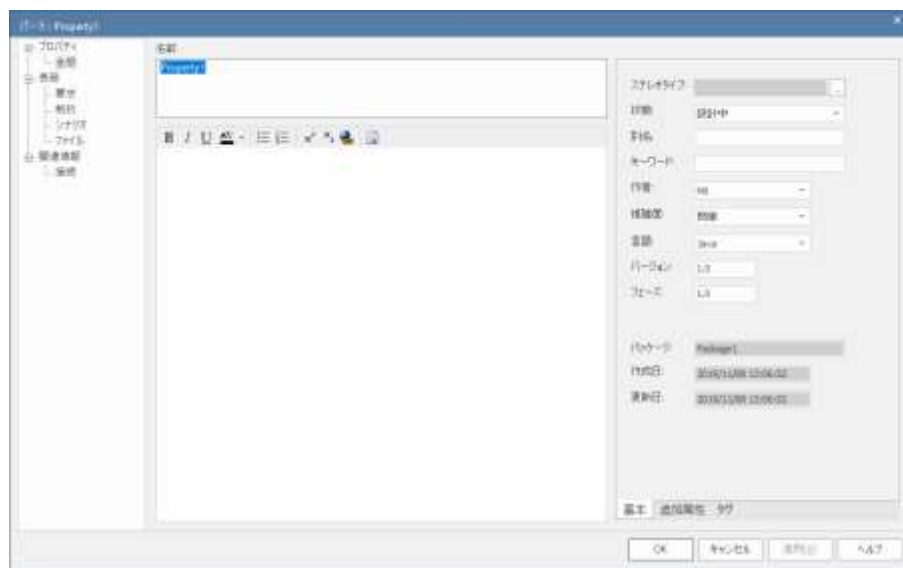 パート : Property1
プロパティ
全般
責務
要求
制約
シナリオ
ファイル
関連情報
接続
名前
Property1
B I U
ステレオタイプ
状態
設計中
別名
キーワード
作者
複雑度
簡単
言語
Java
バージョン
1.0
フェーズ
1.0
パッケージ
Package1
作成日
更新日
基本 追加属性 タグ
OK キャンセル 適用(A) ヘルプ